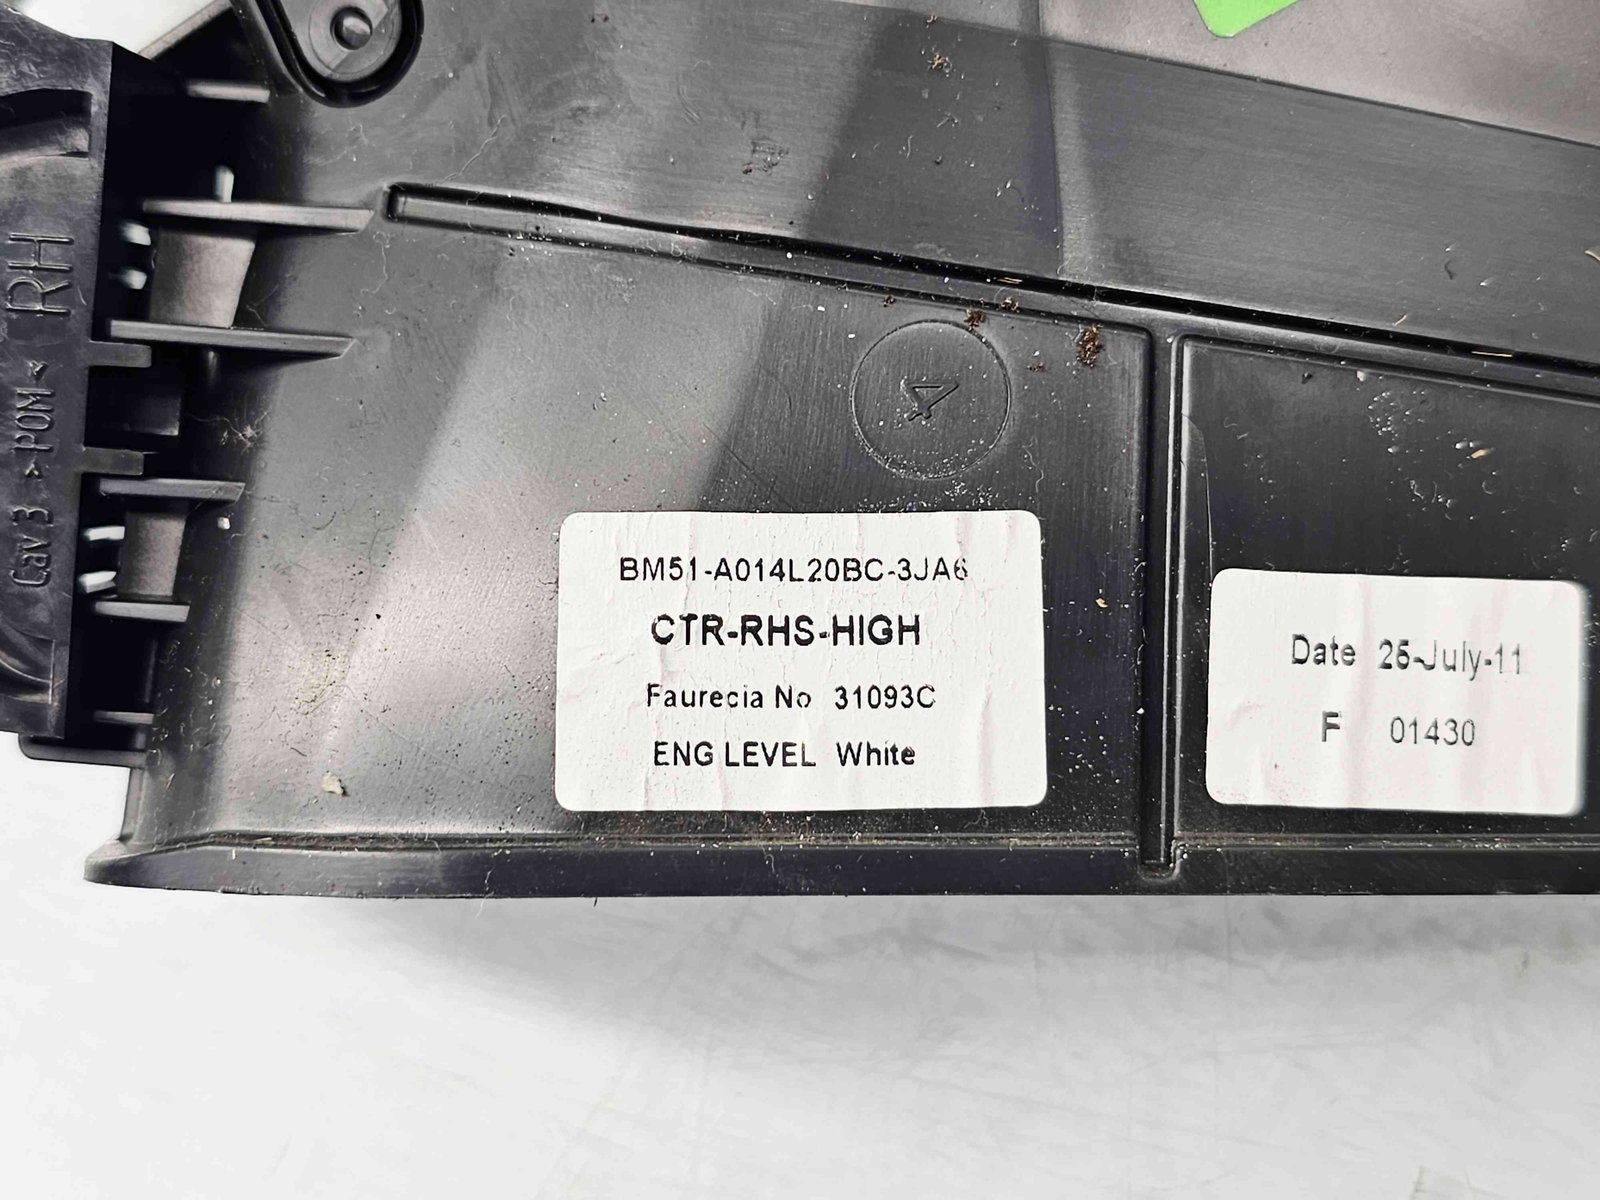 RH
>POM<
Cav 3
4
BM51-A014L20BC-3JA6
CTR-RHS-HIGH
Faurecia No 31093C
ENG LEVEL White
Date 25-July-11
F 01430